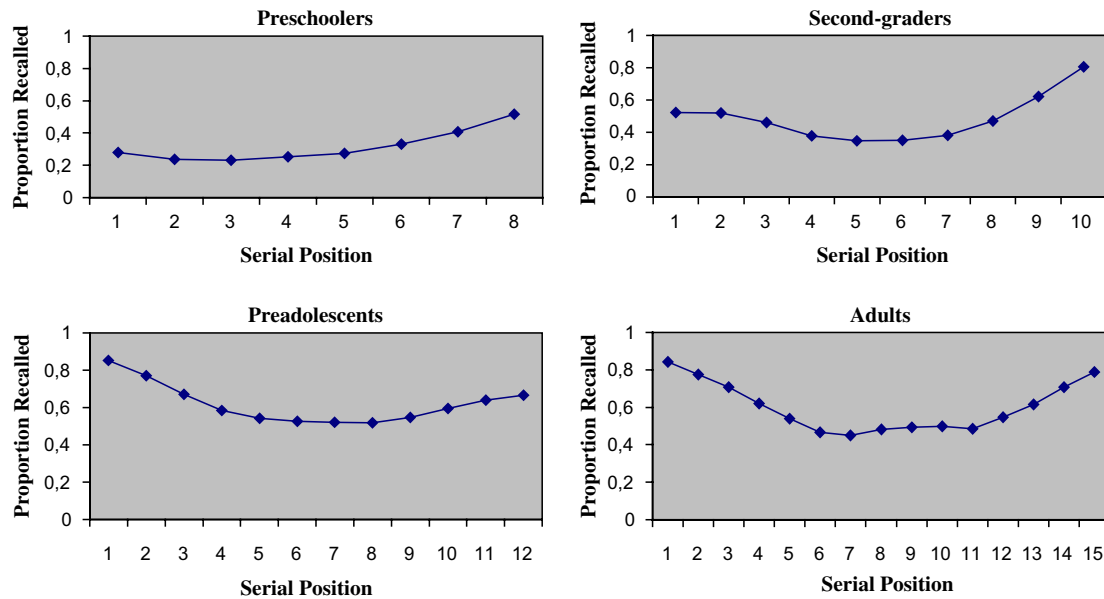 Preschoolers
Proportion Recalled
1
0,8
0,6
0,4
0,2
0
1 2 3 4 5 6 7 8
Serial Position
Second-graders
Proportion Recalled
1
0,8
0,6
0,4
0,2
0
1 2 3 4 5 6 7 8 9 10
Serial Position
Preadolescents
Proportion Recalled
1
0,8
0,6
0,4
0,2
0
1 2 3 4 5 6 7 8 9 10 11 12
Serial Position
Adults
Proportion Recalled
1
0,8
0,6
0,4
0,2
0
1 2 3 4 5 6 7 8 9 10 11 12 13 14 15
Serial Position